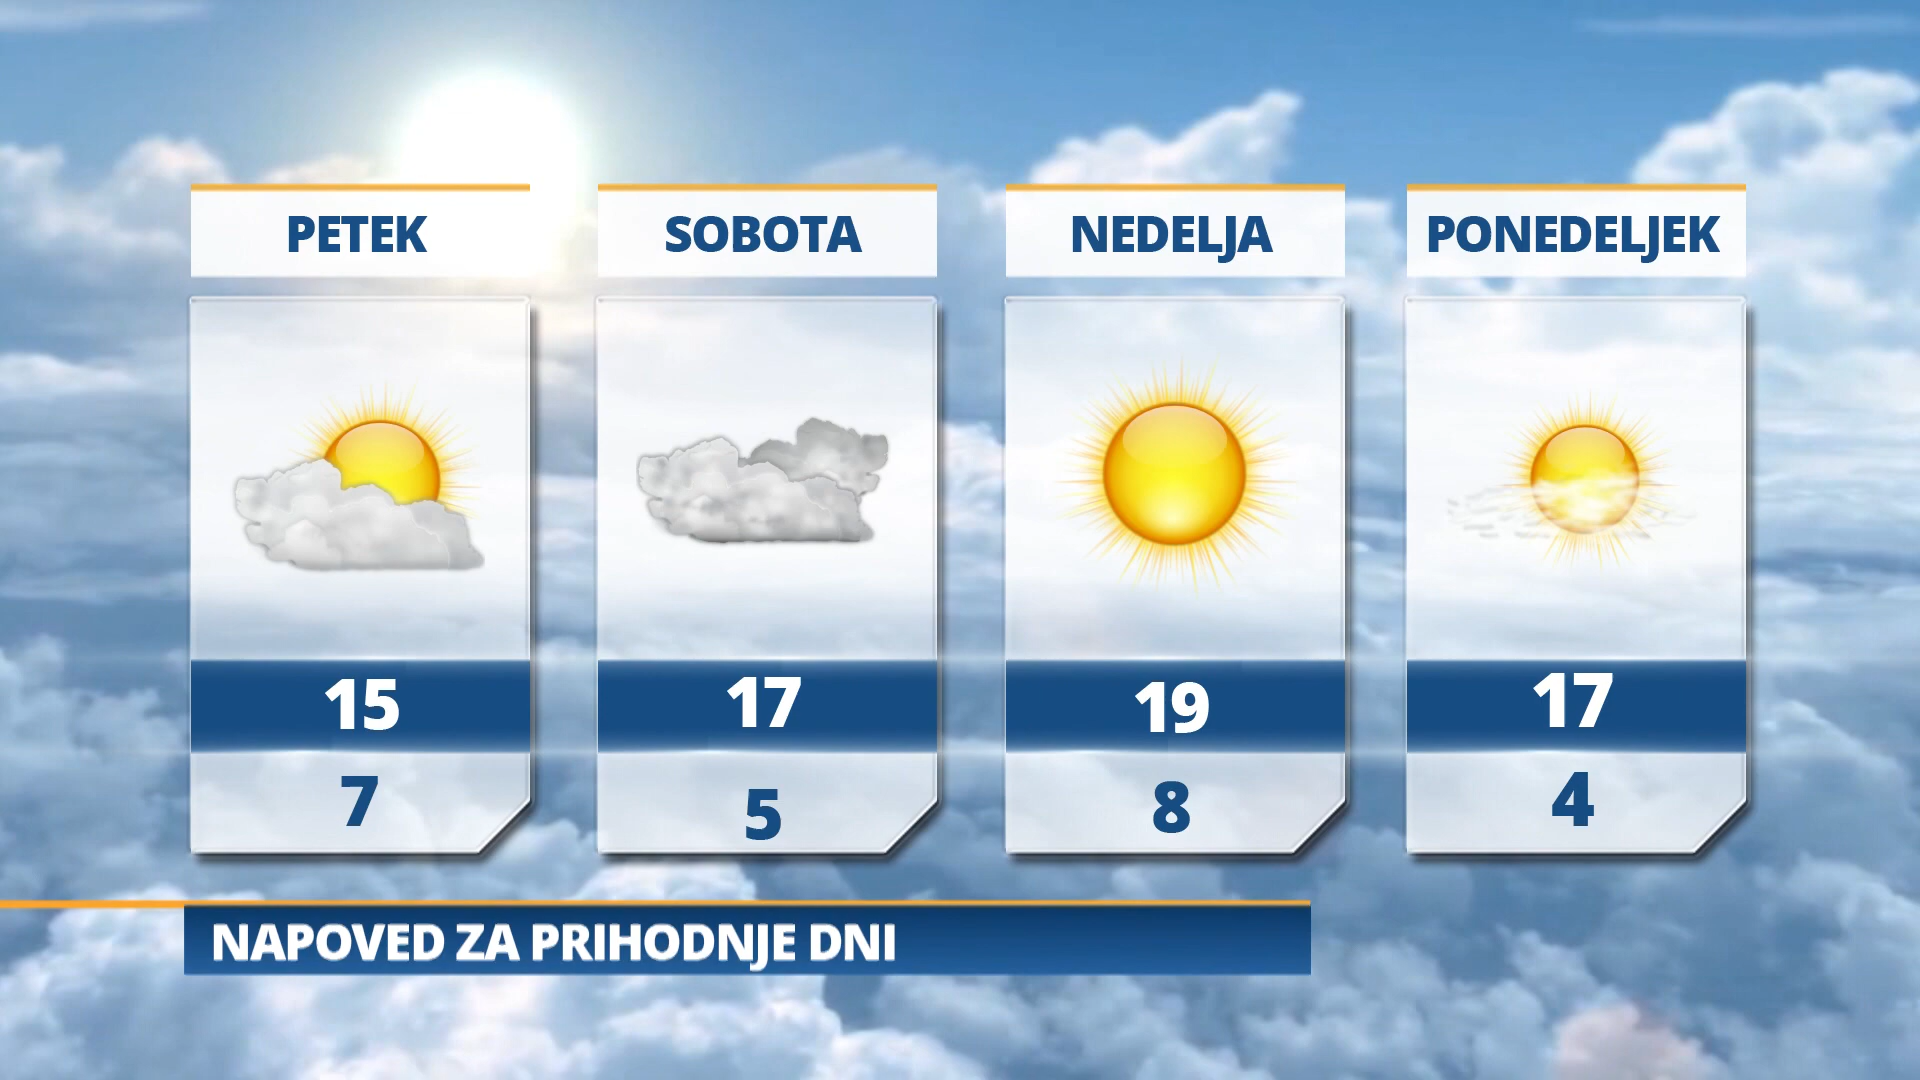 PETEK
SOBOTA
NEDELJA
PONEDELJEK
15
17
19
17
7
5
8
4
NAPOVED ZA PRIHODNJE DNI